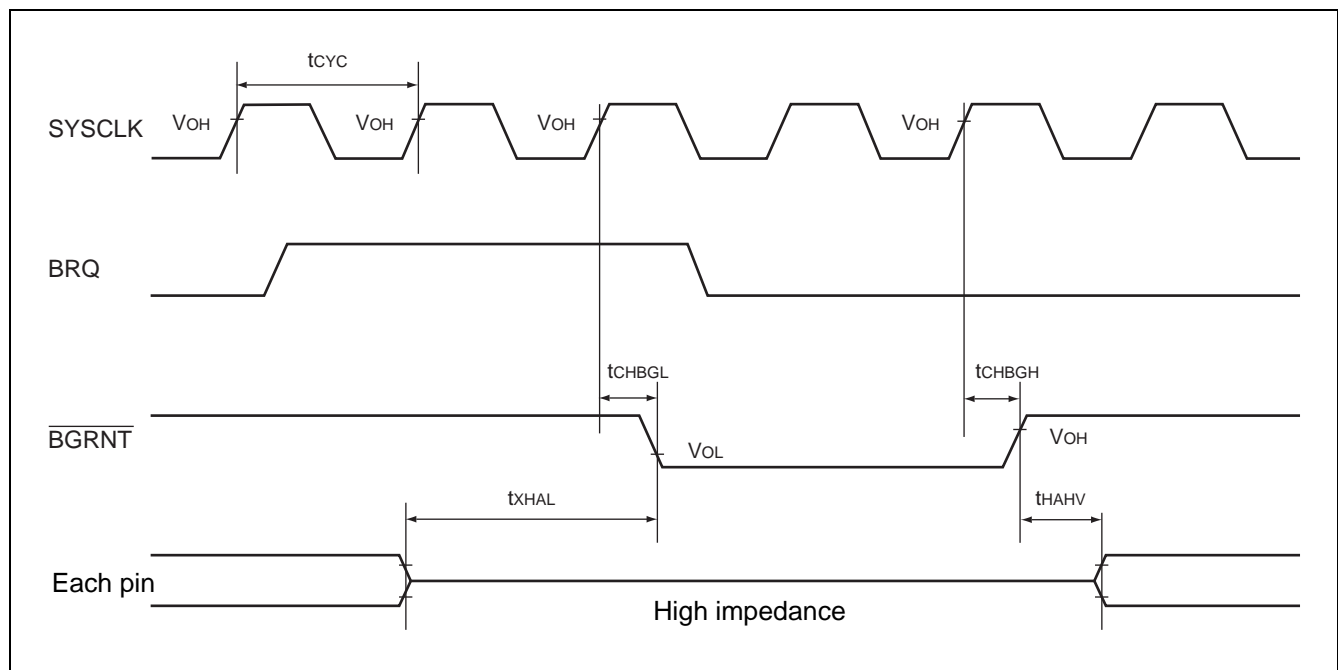 tCYC
SYSCLK VOH VOH VOH VOH
BRQ
tCHBGL tCHBGH
BGRNT VOL VOH
tXHAL tHAHV
Each pin
High impedance